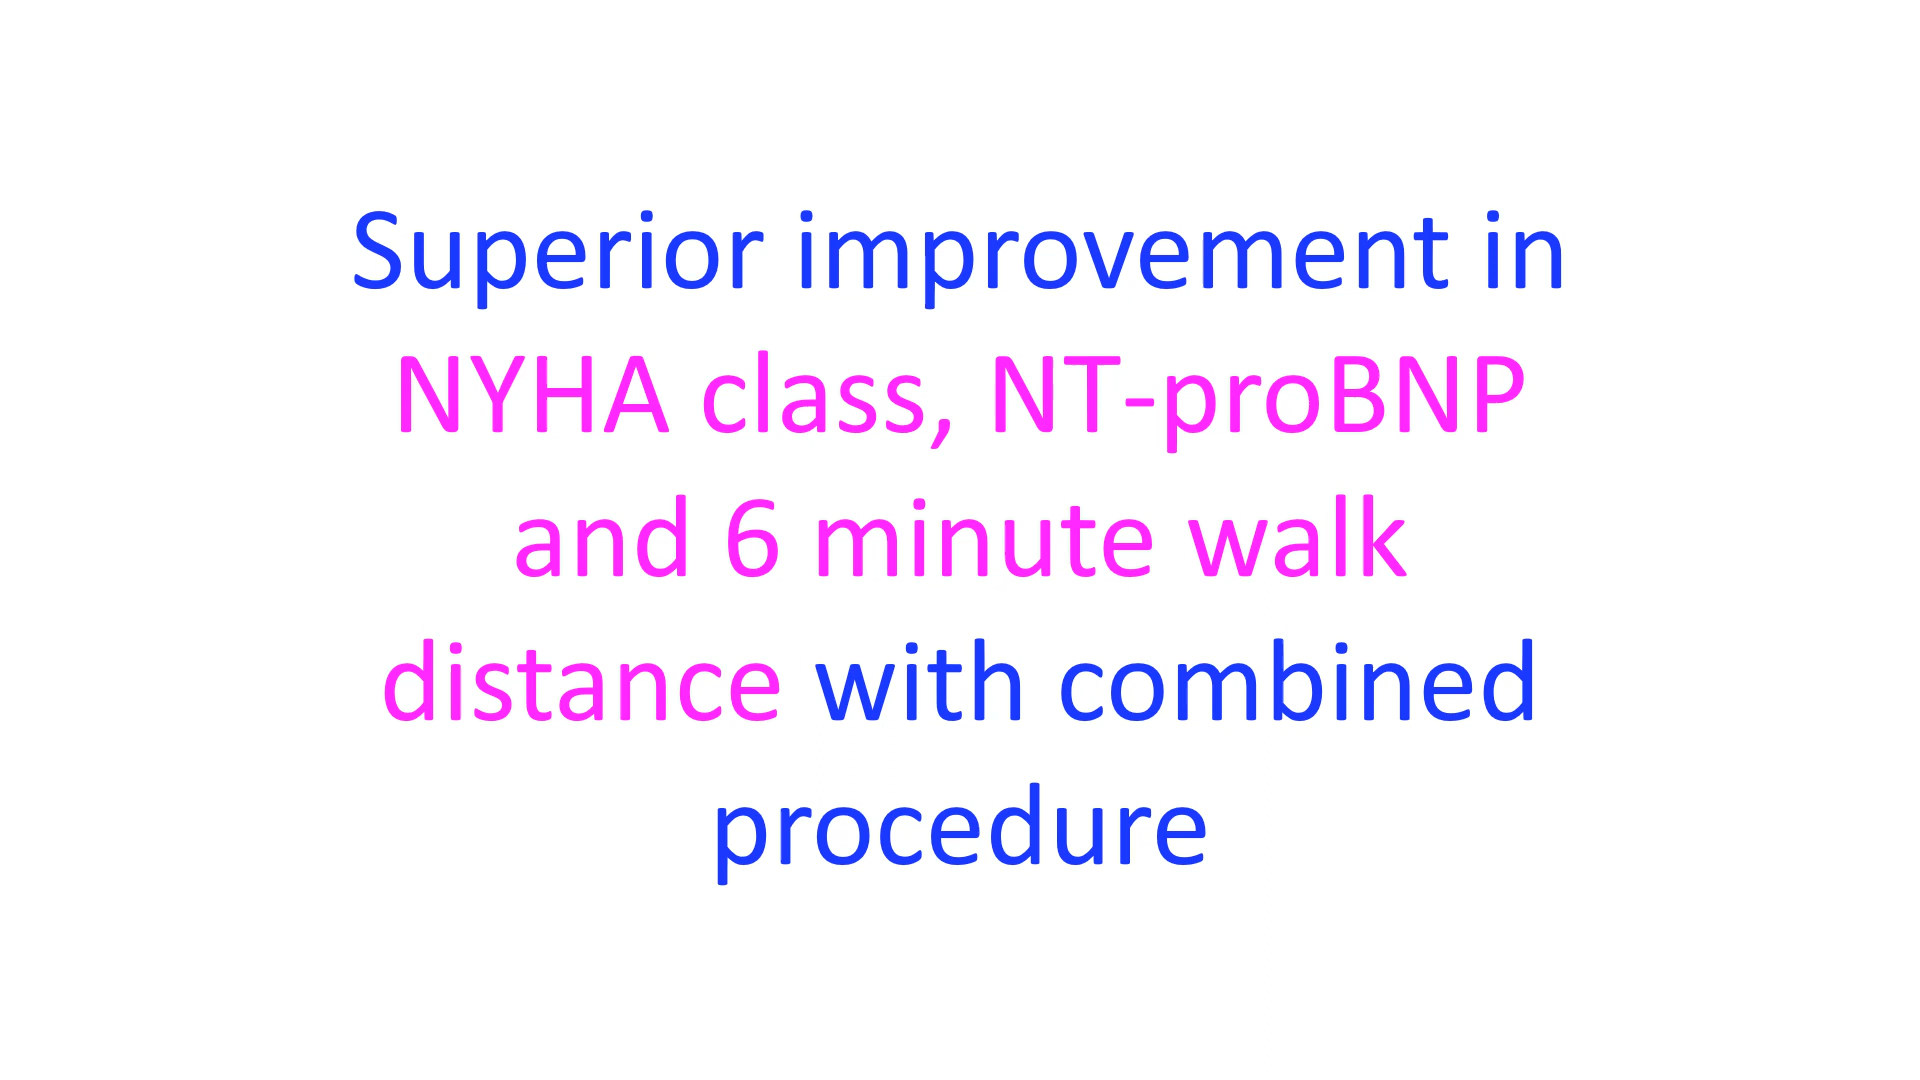 Superior improvement in
NYHA class, NT-proBNP
and 6 minute walk
distance with combined
procedure